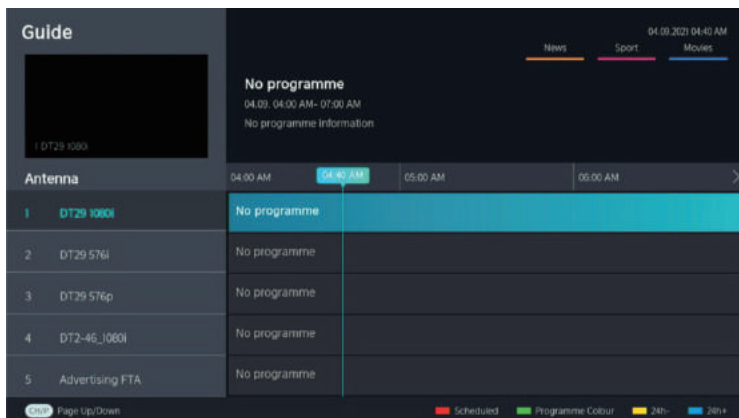 Guide
04.09.2021 04:40 AM
News Sport Movies
No programme
04.09. 04:00 AM- 07:00 AM
No programme information
1 DT29 1080i
Antenna
04:00 AM 04:40 AM 05:00 AM 06:00 AM
1 DT29 1080i No programme
2 DT29 576i No programme
3 DT29 576p No programme
4 DT2-46_1080i No programme
5 Advertising FTA No programme
CH/P Page Up/Down Scheduled Programme Colour 24h- 24h+